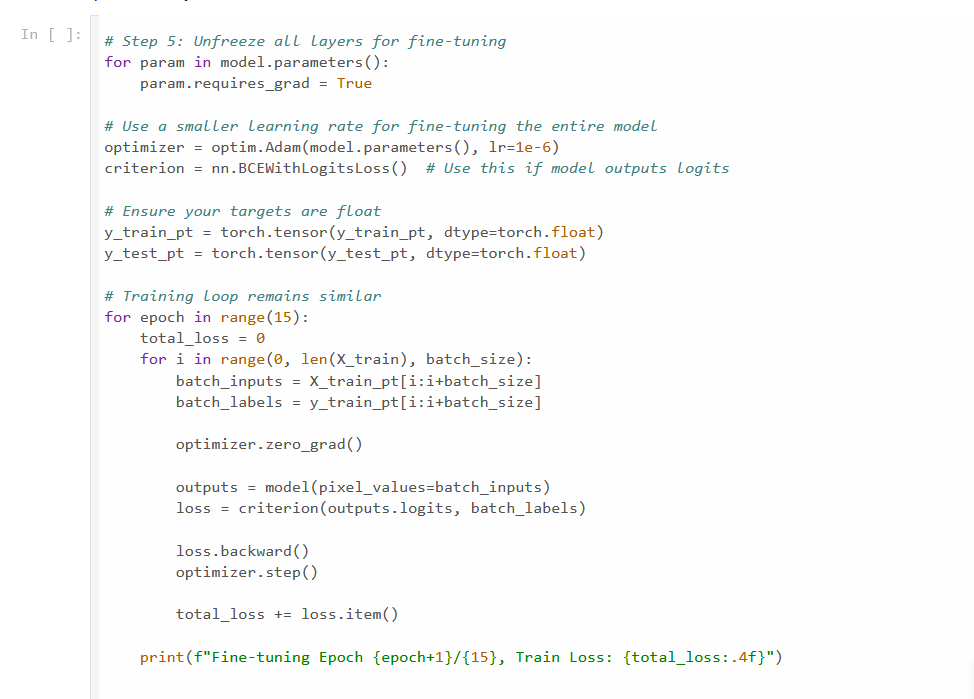 In [ ]:
# Step 5: Unfreeze all layers for fine-tuning
for param in model.parameters():
    param.requires_grad = True

# Use a smaller learning rate for fine-tuning the entire model
optimizer = optim.Adam(model.parameters(), lr=1e-6)
criterion = nn.BCEWithLogitsLoss()  # Use this if model outputs logits

# Ensure your targets are float
y_train_pt = torch.tensor(y_train_pt, dtype=torch.float)
y_test_pt = torch.tensor(y_test_pt, dtype=torch.float)

# Training loop remains similar
for epoch in range(15):
    total_loss = 0
    for i in range(0, len(X_train), batch_size):
        batch_inputs = X_train_pt[i:i+batch_size]
        batch_labels = y_train_pt[i:i+batch_size]

        optimizer.zero_grad()

        outputs = model(pixel_values=batch_inputs)
        loss = criterion(outputs.logits, batch_labels)

        loss.backward()
        optimizer.step()

        total_loss += loss.item()

    print(f"Fine-tuning Epoch {epoch+1}/{15}, Train Loss: {total_loss:.4f}")